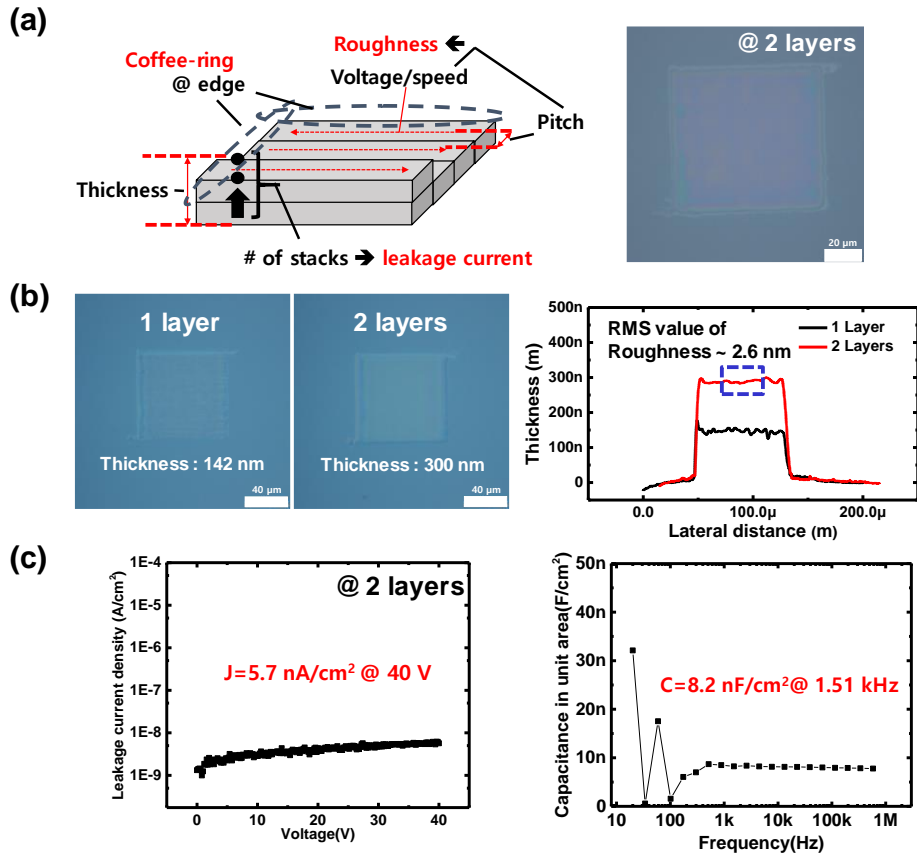 (a)
Coffee-ring
@ edge
Roughness
Voltage/speed
Pitch
Thickness
# of stacks ➔ leakage current
@ 2 layers
20 μm
(b)
1 layer
Thickness : 142 nm
40 μm
2 layers
Thickness : 300 nm
40 μm
RMS value of
Roughness ~ 2.6 nm
1 Layer
2 Layers
Thickness (m)
500n
400n
300n
200n
100n
0
0.0
100.0μ
200.0μ
Lateral distance (m)
(c)
@ 2 layers
J=5.7 nA/cm² @ 40 V
Leakage current density (A/cm²)
1E-4
1E-5
1E-6
1E-7
1E-8
1E-9
0
10
20
30
40
Voltage(V)
C=8.2 nF/cm²@ 1.51 kHz
Capacitance in unit area(F/cm²)
50n
40n
30n
20n
10n
0
10
100
1k
10k
100k
1M
Frequency(Hz)